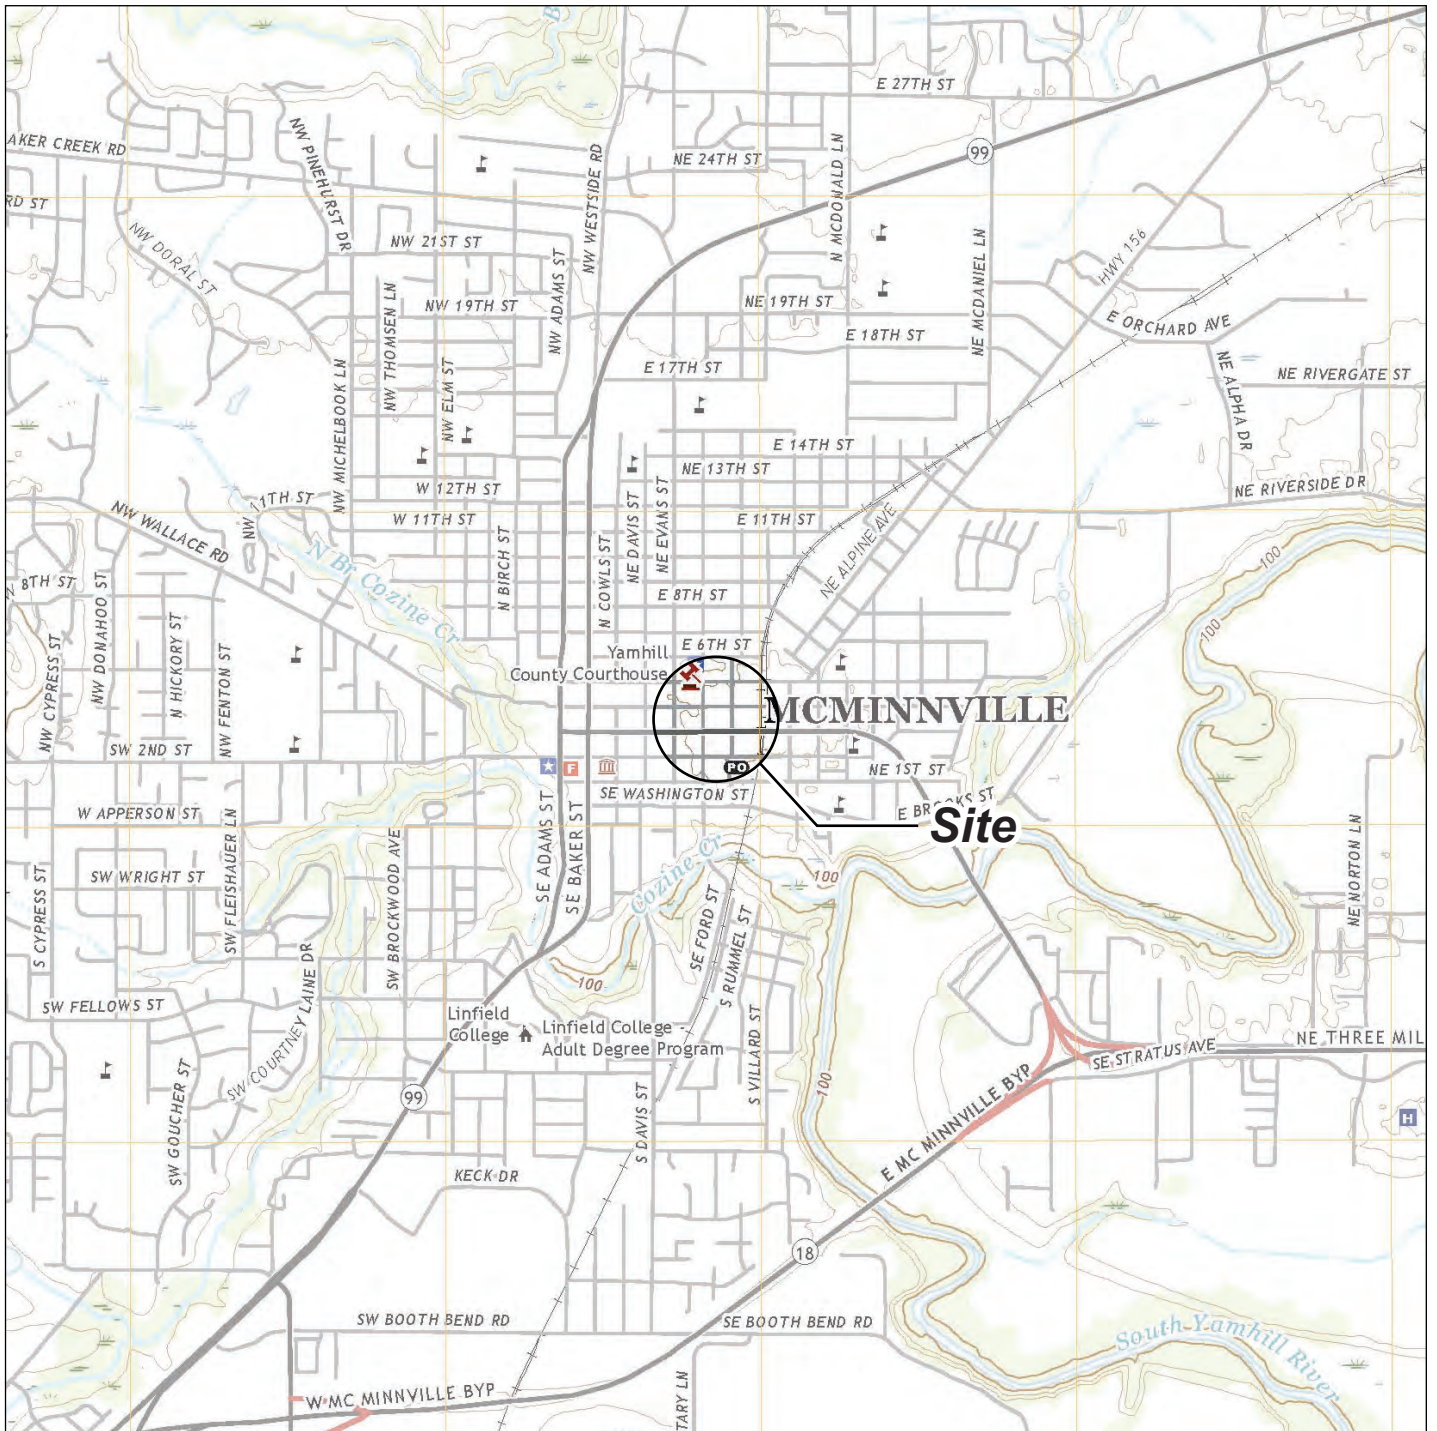 E 27TH ST
AKER CREEK RD
NW PINEHURST DR
NE 24TH ST
N MCDONALD LN
99
NW WESTSIDE RD
RD ST
NW DORAL ST
NW 21ST ST
NW ADAMS ST
NE MCDANIEL LN
HWY 156
NW THOMSEN LN
NW 19TH ST
NE 19TH ST
E 18TH ST
E ORCHARD AVE
NW MICHELBOOK LN
NW ELM ST
E 17TH ST
NE ALPHA DR
NE RIVERGATE ST
E 14TH ST
NE 13TH ST
W 12TH ST
NW 11TH ST
W 11TH ST
E 11TH ST
NE RIVERSIDE DR
NW WALLACE RD
N Br Cozine Cr
N BIRCH ST
N COWLS ST
NE DAVIS ST
NE EVANS ST
NE ALPINE AVE
100
100
8TH ST
E 8TH ST
NW CYPRESS ST
NW DONAHOO ST
N HICKORY ST
NW FENTON ST
E 6TH ST
Yamhill
County Courthouse
MCMINNVILLE
SW 2ND ST
F
PO
NE 1ST ST
SE WASHINGTON ST
E BROOKS ST
Site
W APPERSON ST
SW FLEISHAUER LN
SW BROCKWOOD AVE
SE ADAMS ST
SE BAKER ST
Cozine Cr
100
NE NORTON LN
SW WRIGHT ST
S CYPRESS ST
SE FORD ST
S RUMMEL ST
100
SW FELLOWS ST
SW COURTNEY LAINE DR
Linfield
College
Linfield College -
Adult Degree Program
S VILLARD ST
100
NE THREE MIL
SE STRATUS AVE
SW GOUCHER ST
99
S DAVIS ST
E MC MINNVILLE BYP
H
KECK DR
18
SW BOOTH BEND RD
SE BOOTH BEND RD
South Yamhill River
W MC MINNVILLE BYP
TARY LN